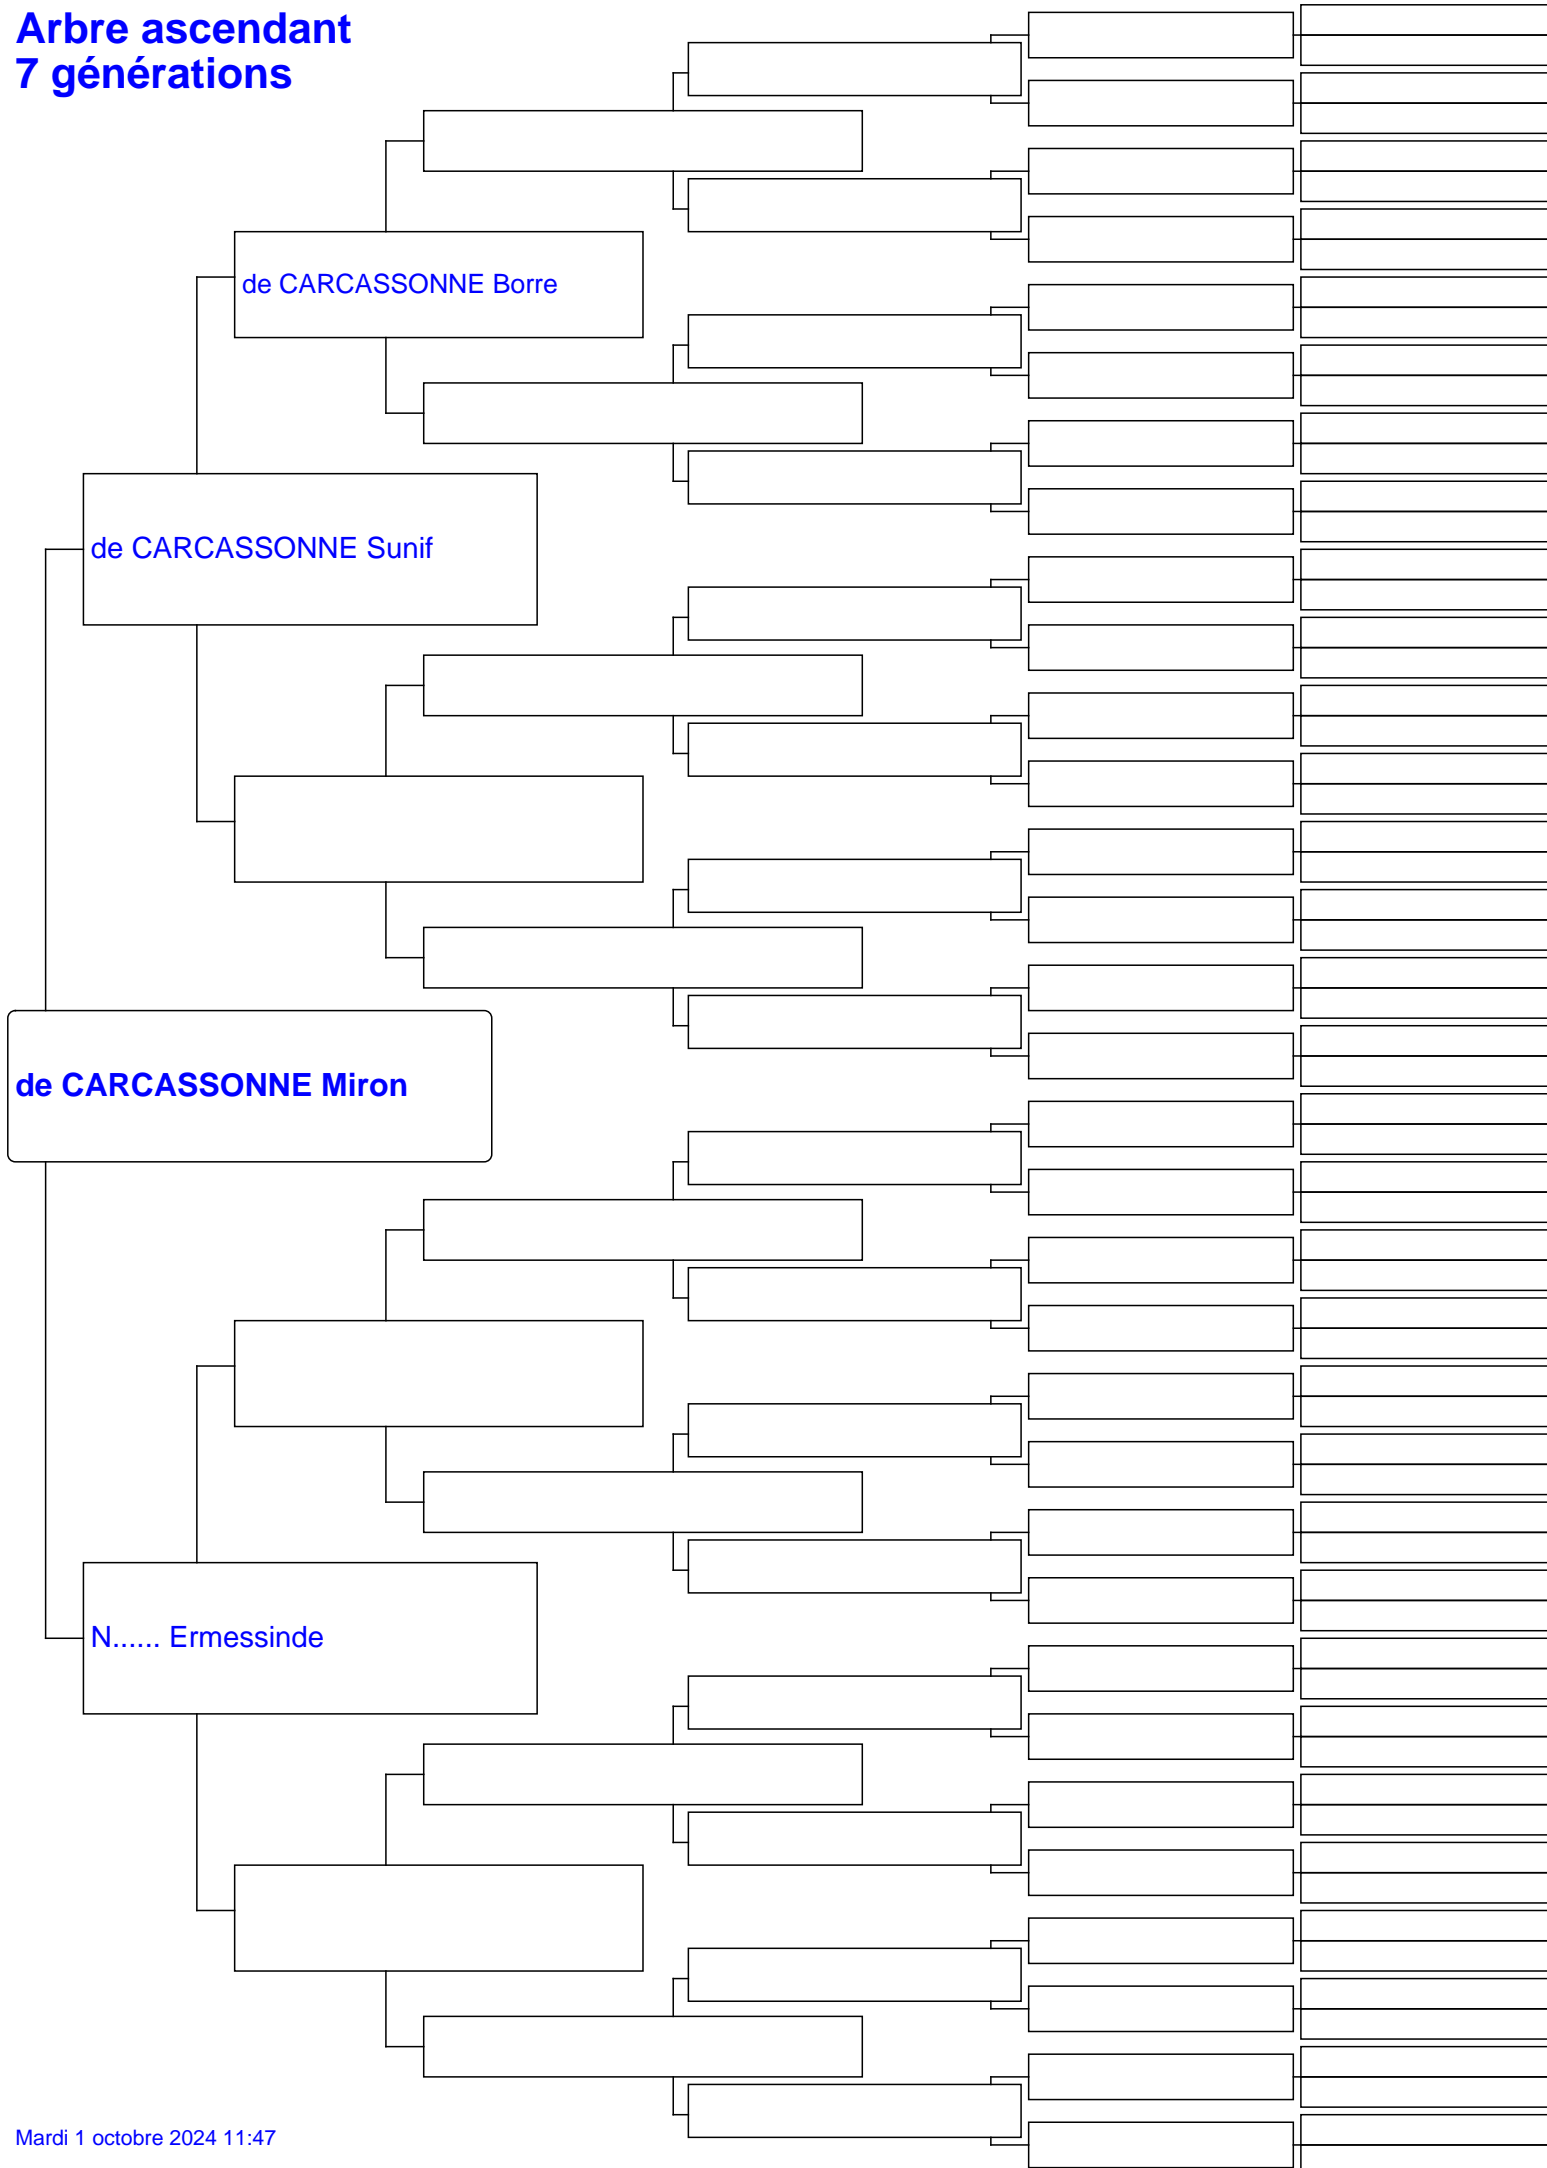 Arbre ascendant
7 générations
de CARCASSONNE Borre
de CARCASSONNE Sunif
de CARCASSONNE Miron
N...... Ermessinde
Mardi 1 octobre 2024 11:47